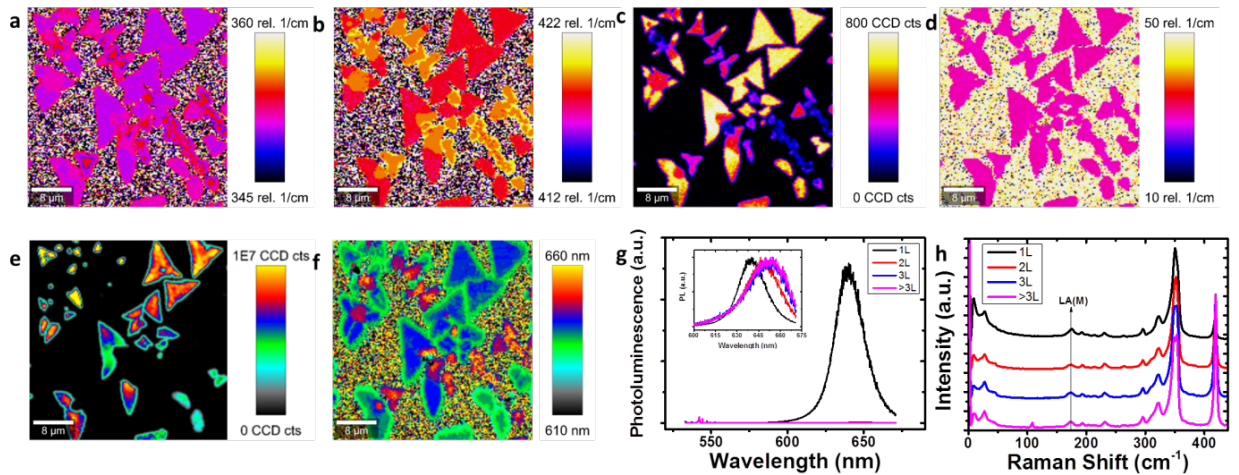 a
360 rel. 1/cm
345 rel. 1/cm
8 µm
b
422 rel. 1/cm
412 rel. 1/cm
8 µm
c
800 CCD cts
0 CCD cts
8 µm
d
50 rel. 1/cm
10 rel. 1/cm
8 µm
e
1E7 CCD cts
0 CCD cts
8 µm
f
660 nm
610 nm
8 µm
g
Photoluminescence (a.u.)
PL (a.u.)
600 615 630 645 660 675
Wavelength (nm)
1L
2L
3L
>3L
550 600 650
Wavelength (nm)
h
Intensity (a.u.)
1L
2L
3L
>3L
LA(M)
0 100 200 300 400
Raman Shift (cm⁻¹)